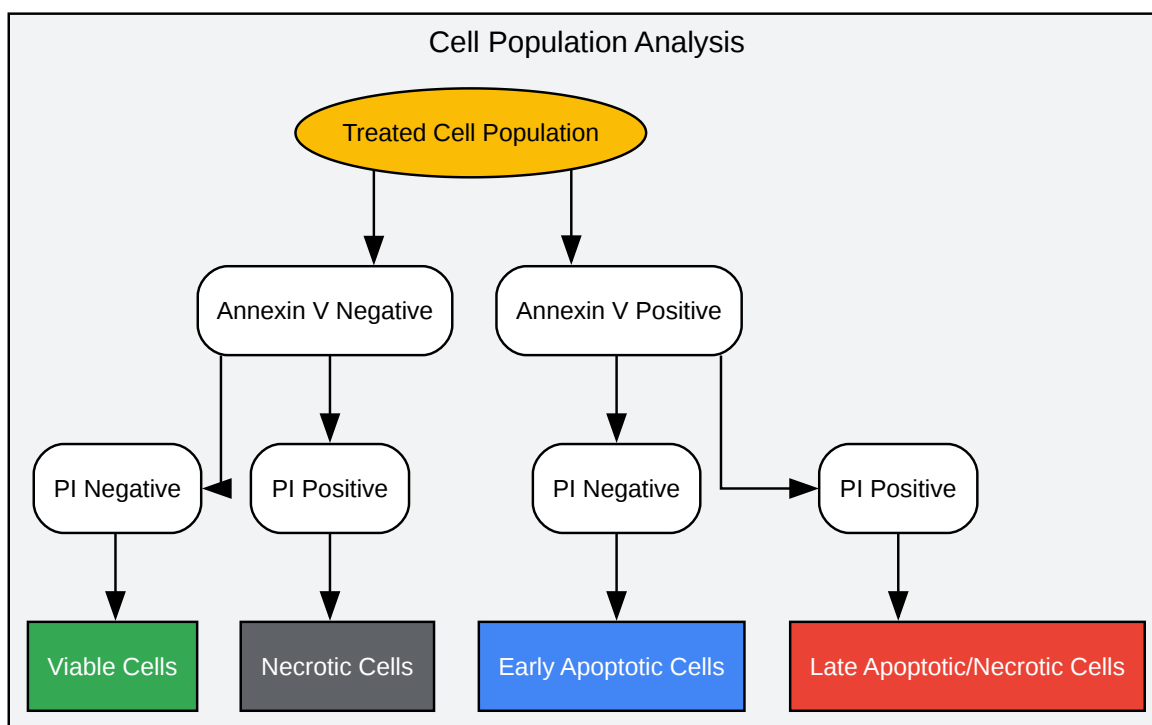 Cell Population Analysis
Treated Cell Population
Annexin V Negative
Annexin V Positive
PI Negative
PI Positive
PI Negative
PI Positive
Viable Cells
Necrotic Cells
Early Apoptotic Cells
Late Apoptotic/Necrotic Cells